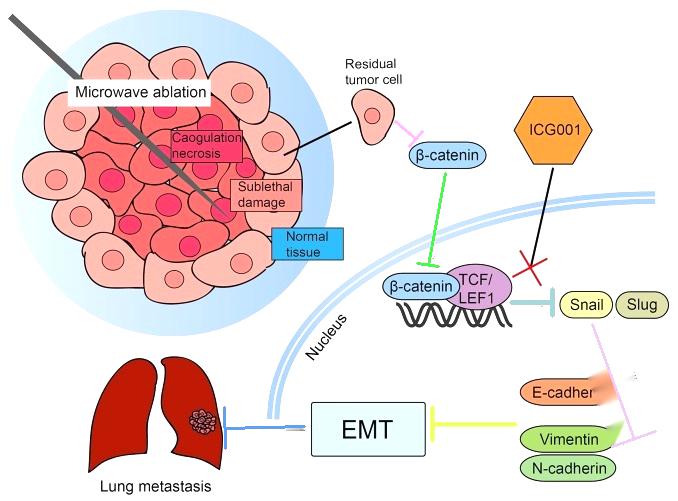 Microwave ablation
Caogulation
necrosis
Sublethal
damage
Normal
tissue
Residual
tumor cell
β-catenin
ICG001
β-catenin
TCF/
LEF1
Nucleus
Snail
Slug
E-cadher
Vimentin
N-cadherin
EMT
Lung metastasis